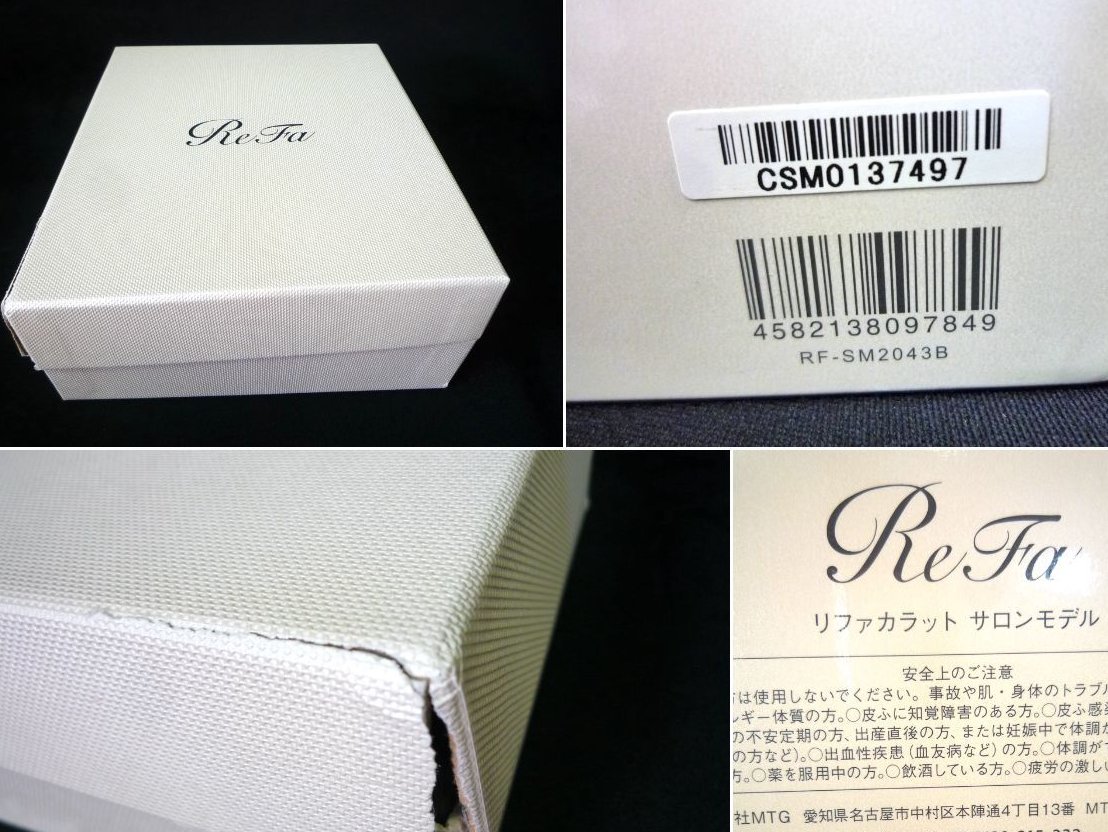 ReFa
CSM0137497
4582138097849
RF-SM2043B
ReFa
リファカラット サロンモデル
安全上のご注意
は使用しないでください。事故や肌・身体のトラブ
ルギー体質の方。○皮ふに知覚障害のある方。○皮ふ感
の不安定期の方、出産直後の方、または妊娠中で体調
の方など)。○出血性疾患(血友病など)の方。○体調が
方。○薬を服用中の方。○飲酒している方。○疲労の激し
社MTG 愛知県名古屋市中村区本陣通4丁目13番 MT